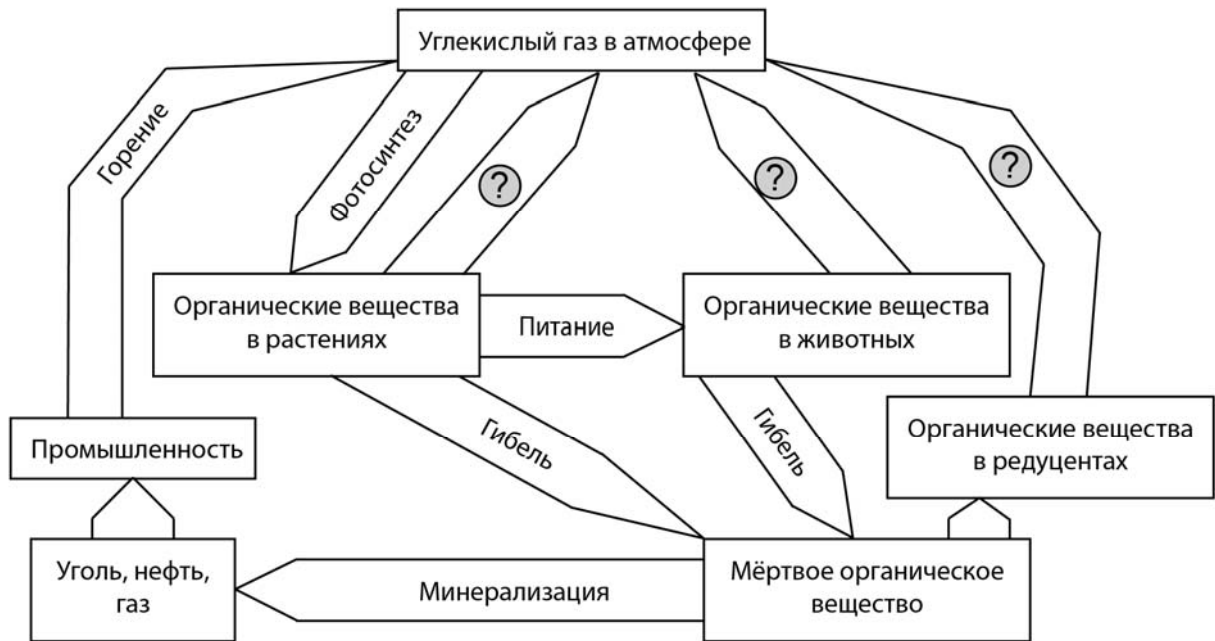 Углекислый газ в атмосфере
Горение
Фотосинтез
?
?
?
Органические вещества
в растениях
Питание
Органические вещества
в животных
Гибель
Гибель
Промышленность
Органические вещества
в редуцентах
Уголь, нефть,
газ
Минерализация
Мёртвое органическое
вещество